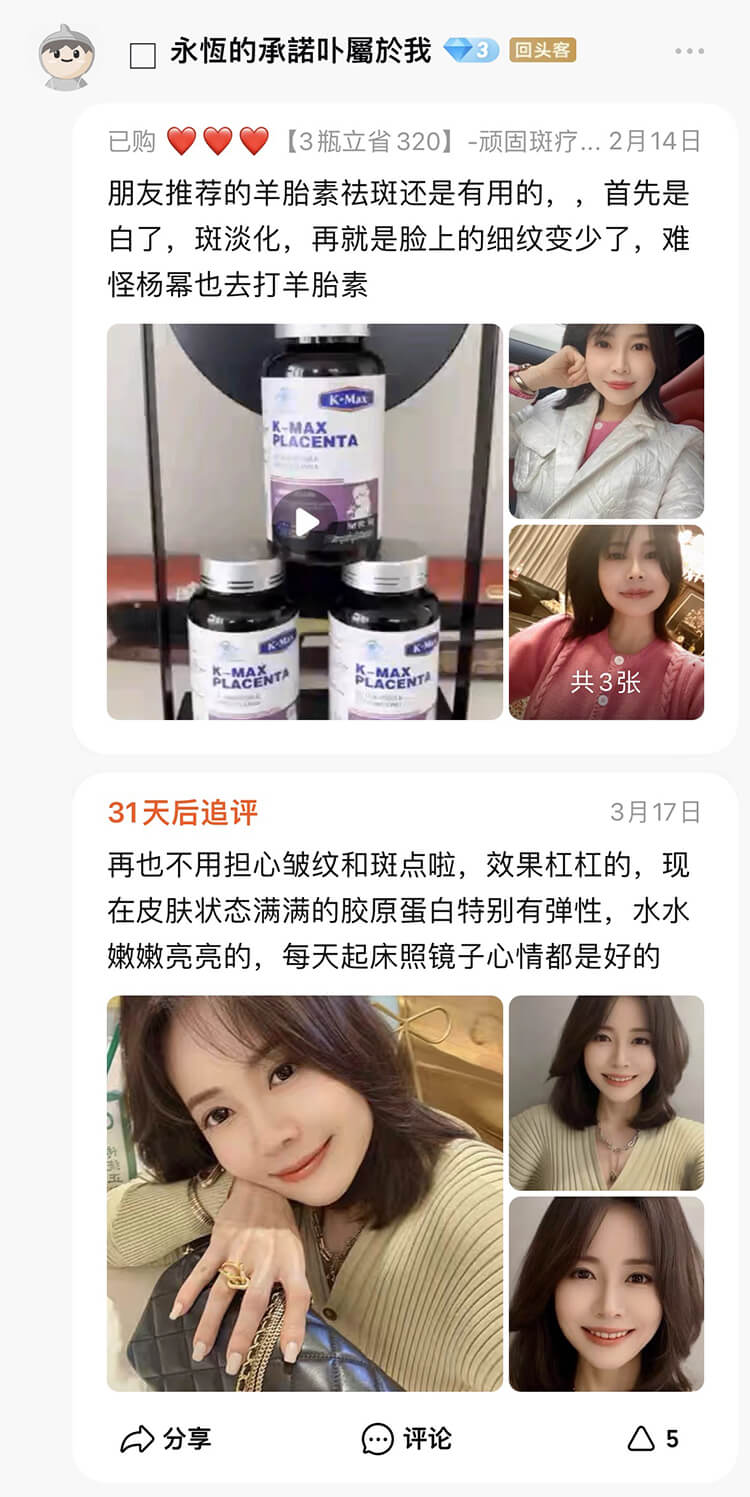 永恆的承諾卟屬於我 3 回头客
已购 ❤️❤️❤️【3瓶立省320】-顽固斑疗... 2月14日
朋友推荐的羊胎素祛斑还是有用的，，首先是
白了，斑淡化，再就是脸上的细纹变少了，难
怪杨幂也去打羊胎素
K-Max
K-MAX
PLACENTA
K-Max
K-MAX
PLACENTA
K-Max
K-MAX
PLACENTA
共3张
31天后追评 3月17日
再也不用担心皱纹和斑点啦，效果杠杠的，现
在皮肤状态满满的胶原蛋白特别有弹性，水水
嫩嫩亮亮的，每天起床照镜子心情都是好的
分享 评论 5